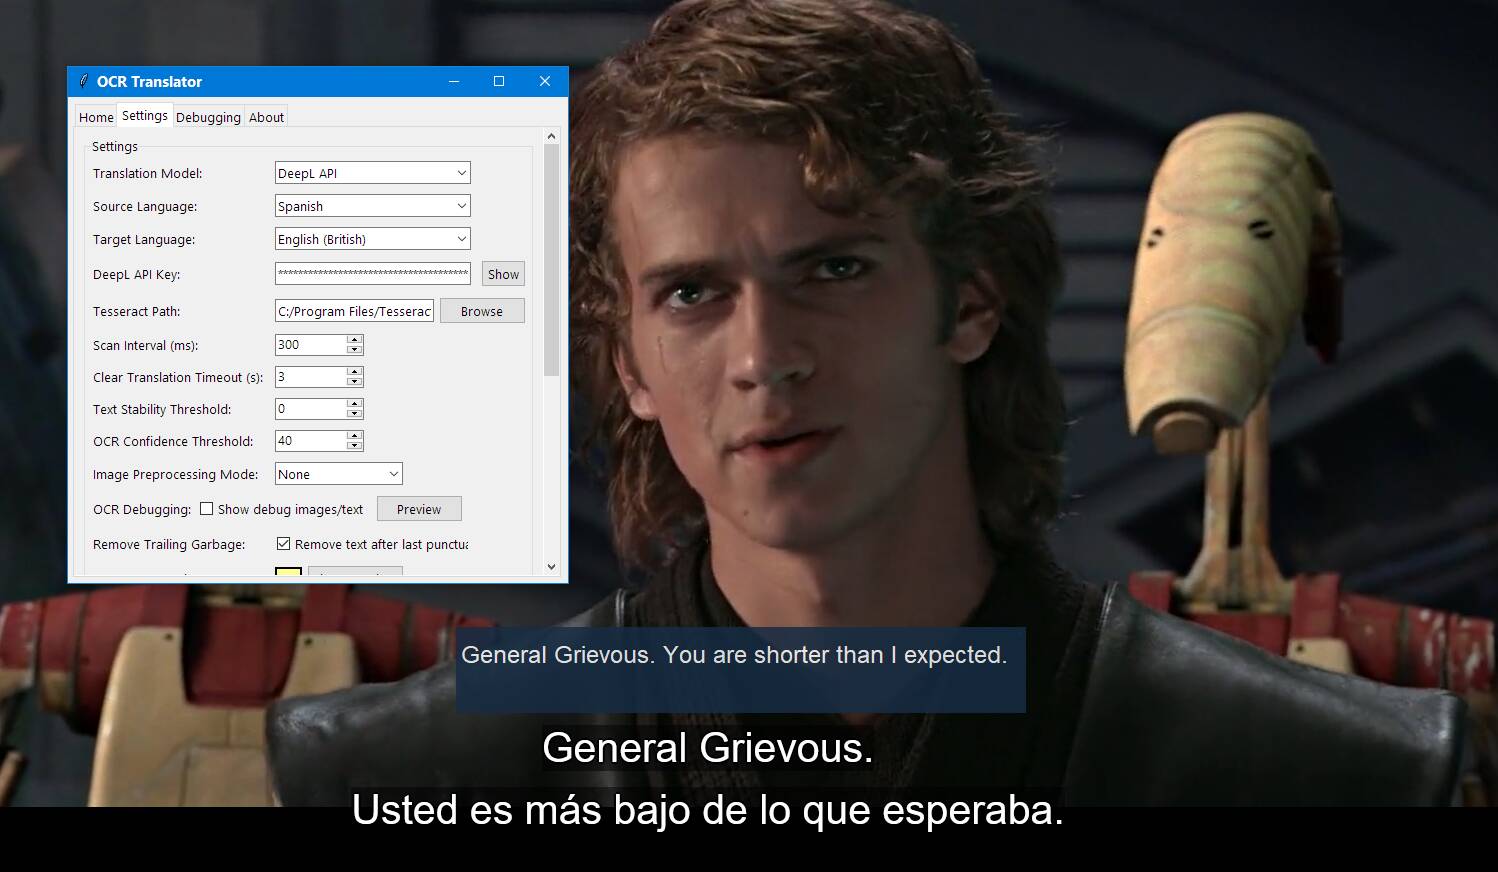 OCR Translator
Home Settings Debugging About
Settings
Translation Model: DeepL API
Source Language: Spanish
Target Language: English (British)
DeepL API Key: ************************************** Show
Tesseract Path: C:/Program Files/Tesserac Browse
Scan Interval (ms): 300
Clear Translation Timeout (s): 3
Text Stability Threshold: 0
OCR Confidence Threshold: 40
Image Preprocessing Mode: None
OCR Debugging: Show debug images/text Preview
Remove Trailing Garbage: Remove text after last punctua
General Grievous. You are shorter than I expected.
General Grievous.
Usted es más bajo de lo que esperaba.